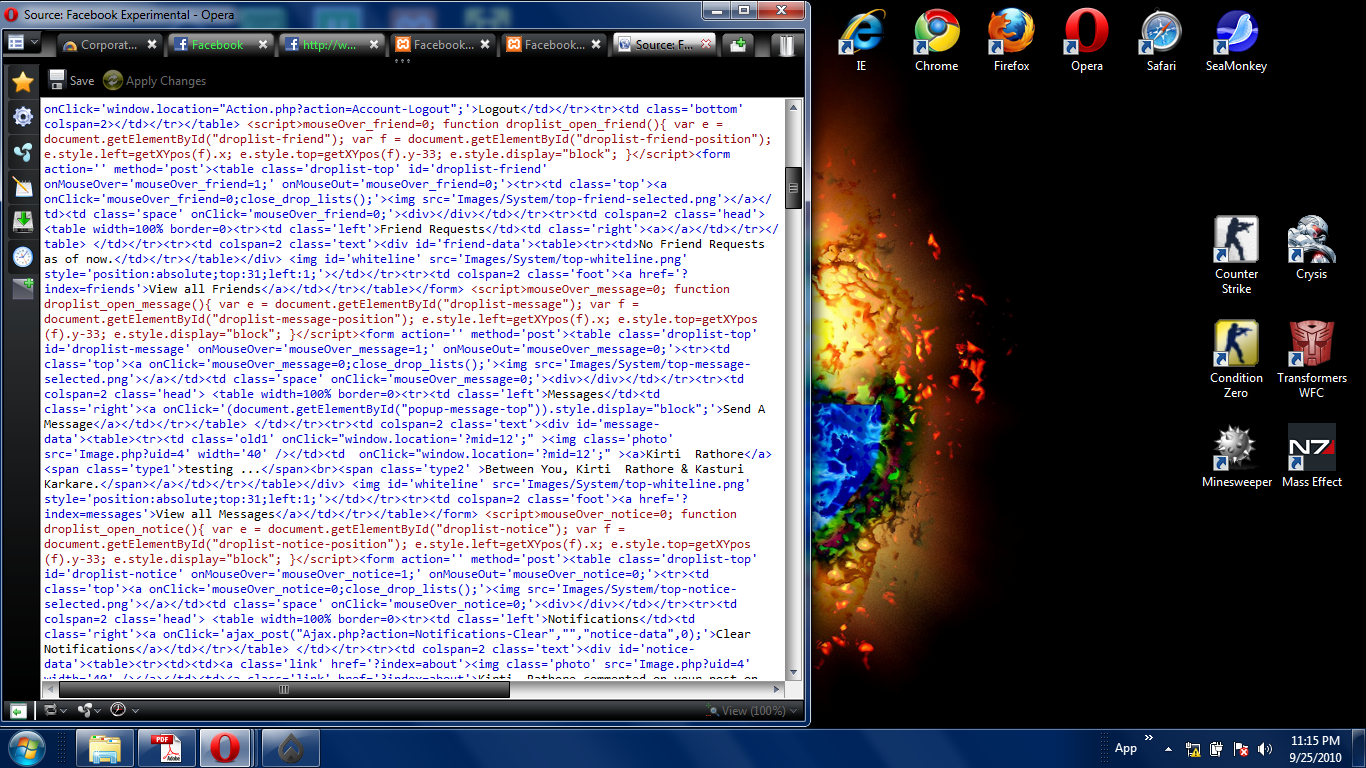 Source: Facebook Experimental - Opera
Corporat...
Facebook
http://w...
Facebook...
Facebook...
Source: F...
Save
Apply Changes
onClick='window.location="Action.php?action=Account-Logout";'>Logout</td></tr><tr><td class='bottom'
colspan=2></td></tr></table> <script>mouseOver_friend=0; function droplist_open_friend(){ var e =
document.getElementById("droplist-friend"); var f = document.getElementById("droplist-friend-position");
e.style.left=getXYpos(f).x; e.style.top=getXYpos(f).y-33; e.style.display="block"; }</script><form
action='' method='post'><table class='droplist-top' id='droplist-friend'
onMouseOver='mouseOver_friend=1;' onMouseOut='mouseOver_friend=0;'><tr><td class='top'><a
onClick='mouseOver_friend=0;close_drop_lists();'><img src='Images/System/top-friend-selected.png'></a></
td><td class='space' onClick='mouseOver_friend=0;'><div></div></td></tr><tr><td colspan=2 class='head'>
<table width=100% border=0><tr><td class='left'>Friend Requests</td><td class='right'><a></a></td></tr></
table> </td></tr><tr><td colspan=2 class='text'><div id='friend-data'><table><tr><td>No Friend Requests
as of now.</td></tr></table></div> <img id='whiteline' src='Images/System/top-whiteline.png'
style='position:absolute;top:31;left:1;'></td></tr><tr><td colspan=2 class='foot'><a href='?
index=friends'>View all Friends</a></td></tr></table></form> <script>mouseOver_message=0; function
droplist_open_message(){ var e = document.getElementById("droplist-message"); var f =
document.getElementById("droplist-message-position"); e.style.left=getXYpos(f).x; e.style.top=getXYpos
(f).y-33; e.style.display="block"; }</script><form action='' method='post'><table class='droplist-top'
id='droplist-message' onMouseOver='mouseOver_message=1;' onMouseOut='mouseOver_message=0;'><tr><td
class='top'><a onClick='mouseOver_message=0;close_drop_lists();'><img src='Images/System/top-message-
selected.png'></a></td><td class='space' onClick='mouseOver_message=0;'><div></div></td></tr><tr><td
colspan=2 class='head'> <table width=100% border=0><tr><td class='left'>Messages</td><td
class='right'><a onClick='(document.getElementById("popup-message-top")).style.display="block";'>Send A
Message</a></td></tr></table> </td></tr><tr><td colspan=2 class='text'><div id='message-
data'><table><tr><td class='old1' onClick="window.location='?mid=12';" ><img class='photo'
src='Image.php?uid=4' width='40' /></td><td  onClick="window.location='?mid=12';" ><a>Kirti  Rathore</a>
<span class='type1'>testing ...</span><br><span class='type2' >Between You, Kirti  Rathore & Kasturi
Karkare.</span></a></td></tr></table></div> <img id='whiteline' src='Images/System/top-whiteline.png'
style='position:absolute;top:31;left:1;'></td></tr><tr><td colspan=2 class='foot'><a href='?
index=messages'>View all Messages</a></td></tr></table></form> <script>mouseOver_notice=0; function
droplist_open_notice(){ var e = document.getElementById("droplist-notice"); var f =
document.getElementById("droplist-notice-position"); e.style.left=getXYpos(f).x; e.style.top=getXYpos
(f).y-33; e.style.display="block"; }</script><form action='' method='post'><table class='droplist-top'
id='droplist-notice' onMouseOver='mouseOver_notice=1;' onMouseOut='mouseOver_notice=0;'><tr><td
class='top'><a onClick='mouseOver_notice=0;close_drop_lists();'><img src='Images/System/top-notice-
selected.png'></a></td><td class='space' onClick='mouseOver_notice=0;'><div></div></td></tr><tr><td
colspan=2 class='head'> <table width=100% border=0><tr><td class='left'>Notifications</td><td
class='right'><a onClick='ajax_post("Ajax.php?action=Notifications-Clear","","notice-data",0);'>Clear
Notifications</a></td></tr></table> </td></tr><tr><td colspan=2 class='text'><div id='notice-
data'><table><tr><td><td><a class='link' href='?index=about'><img class='photo' src='Image.php?uid=4'
width='40' /></a></td><td><a class='link' href='?index=about'>Kirti  Rathore commented on your post on
View (100%)
IE
Chrome
Firefox
Opera
Safari
SeaMonkey
Counter
Strike
Crysis
Condition
Zero
Transformers
WFC
N7
Minesweeper
Mass Effect
PDF
Adobe
App
11:15 PM
9/25/2010